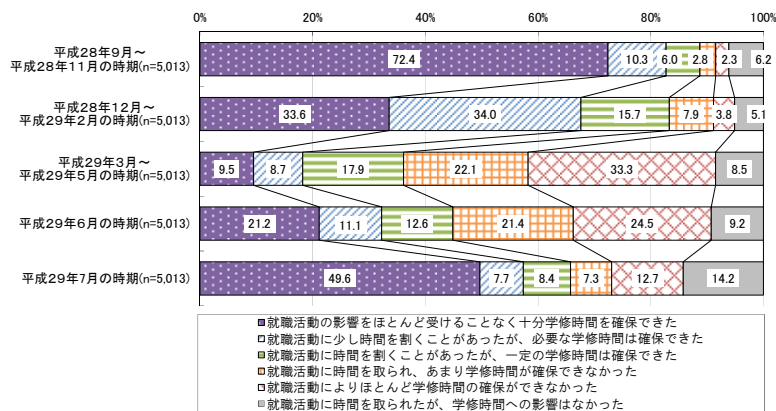 0% 20% 40% 60% 80% 100%
平成28年9月～
平成28年11月の時期(n=5,013)
72.4 10.3 6.0 2.8 2.3 6.2
平成28年12月～
平成29年2月の時期(n=5,013)
33.6 34.0 15.7 7.9 3.8 5.1
平成29年3月～
平成29年5月の時期(n=5,013)
9.5 8.7 17.9 22.1 33.3 8.5
平成29年6月の時期(n=5,013)
21.2 11.1 12.6 21.4 24.5 9.2
平成29年7月の時期(n=5,013)
49.6 7.7 8.4 7.3 12.7 14.2
就職活動の影響をほとんど受けることなく十分学修時間を確保できた
就職活動に少し時間を割くことがあったが、必要な学修時間は確保できた
就職活動に時間を割くことがあったが、一定の学修時間は確保できた
就職活動に時間を取られ、あまり学修時間が確保できなかった
就職活動によりほとんど学修時間の確保ができなかった
就職活動に時間を取られたが、学修時間への影響はなかった